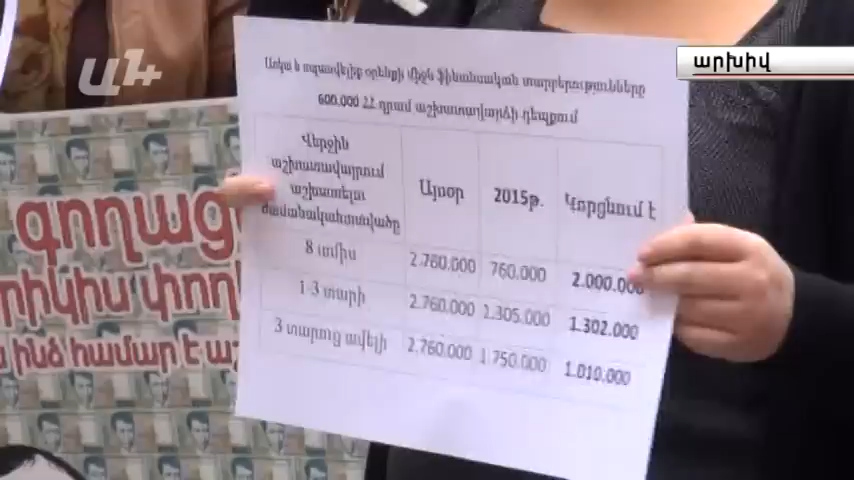 ԱՆ
արխիվ
Առկա և սպասվելիք օրենքի միջև ֆինանսական տարբերությունները
600.000 ՀՀ դրամ աշխատավարձի դեպքում
Վերջին աշխատավայրում աշխատելու ժամանակահատվածը Այսօր 2015թ. Կորցնում է
8 ամիս 2.760.000 760.000 2.000.000
1-3 տարի 2.760.000 1.305.000 1.302.000
3 տարուց ավելի 2.760.000 1.750.000 1.010.000
գողաց
փող
ինձ համար է